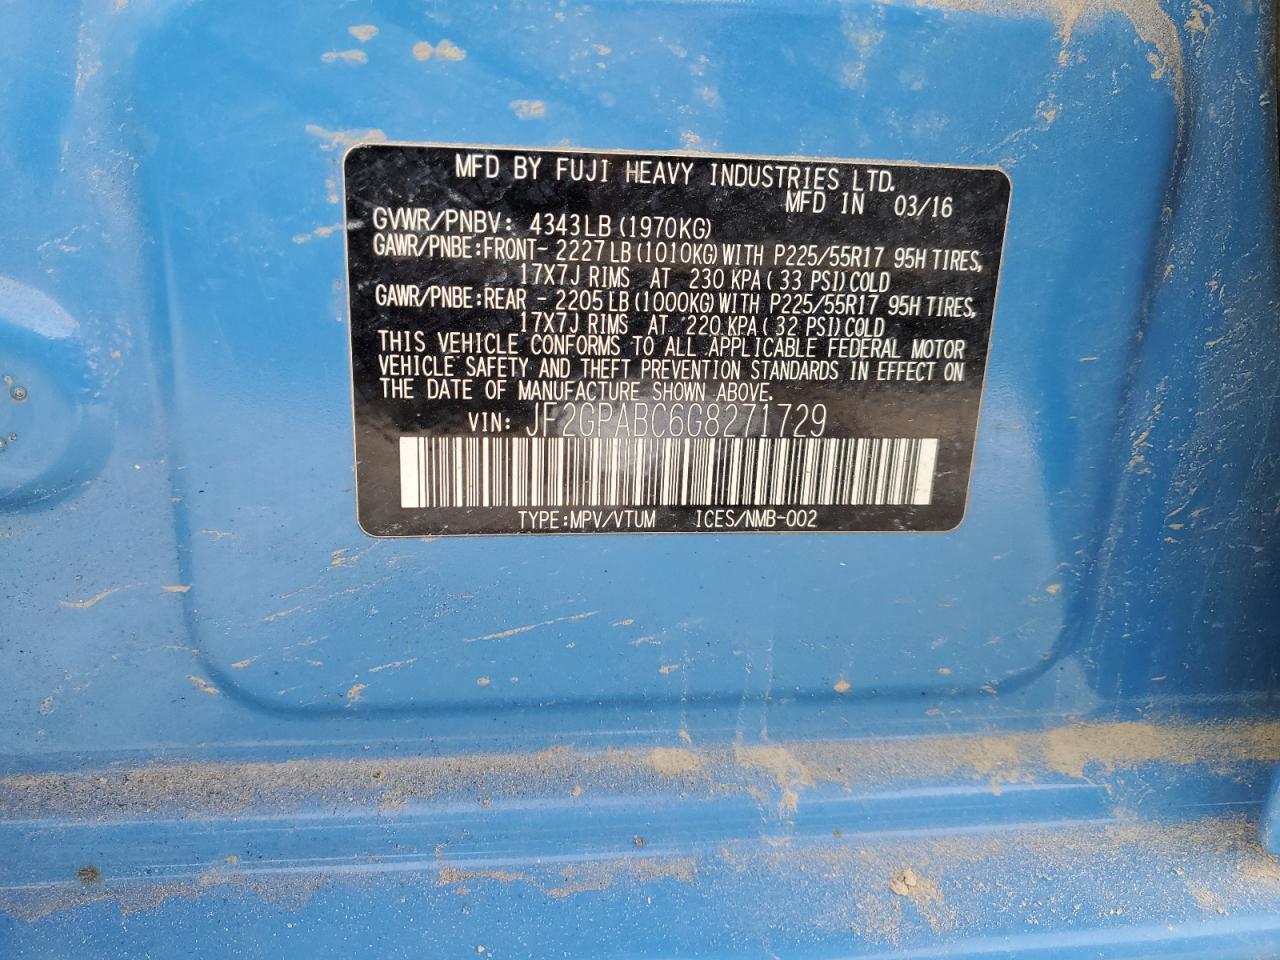 MFD BY FUJI HEAVY INDUSTRIES LTD.
MFD IN 03/16
GVWR/PNBV: 4343LB (1970KG)
GAWR/PNBE:FRONT- 2227 LB (1010KG) WITH P225/55R17 95H TIRES,
17X7J RIMS AT 230 KPA ( 33 PSI) COLD
GAWR/PNBE:REAR - 2205 LB (1000KG) WITH P225/55R17 95H TIRES,
17X7J RIMS AT 220 KPA ( 32 PSI) COLD
THIS VEHICLE CONFORMS TO ALL APPLICABLE FEDERAL MOTOR
VEHICLE SAFETY AND THEFT PREVENTION STANDARDS IN EFFECT ON
THE DATE OF MANUFACTURE SHOWN ABOVE.
VIN: JF2GPABC6G8271729
TYPE:MPV/VTUM ICES/NMB-002